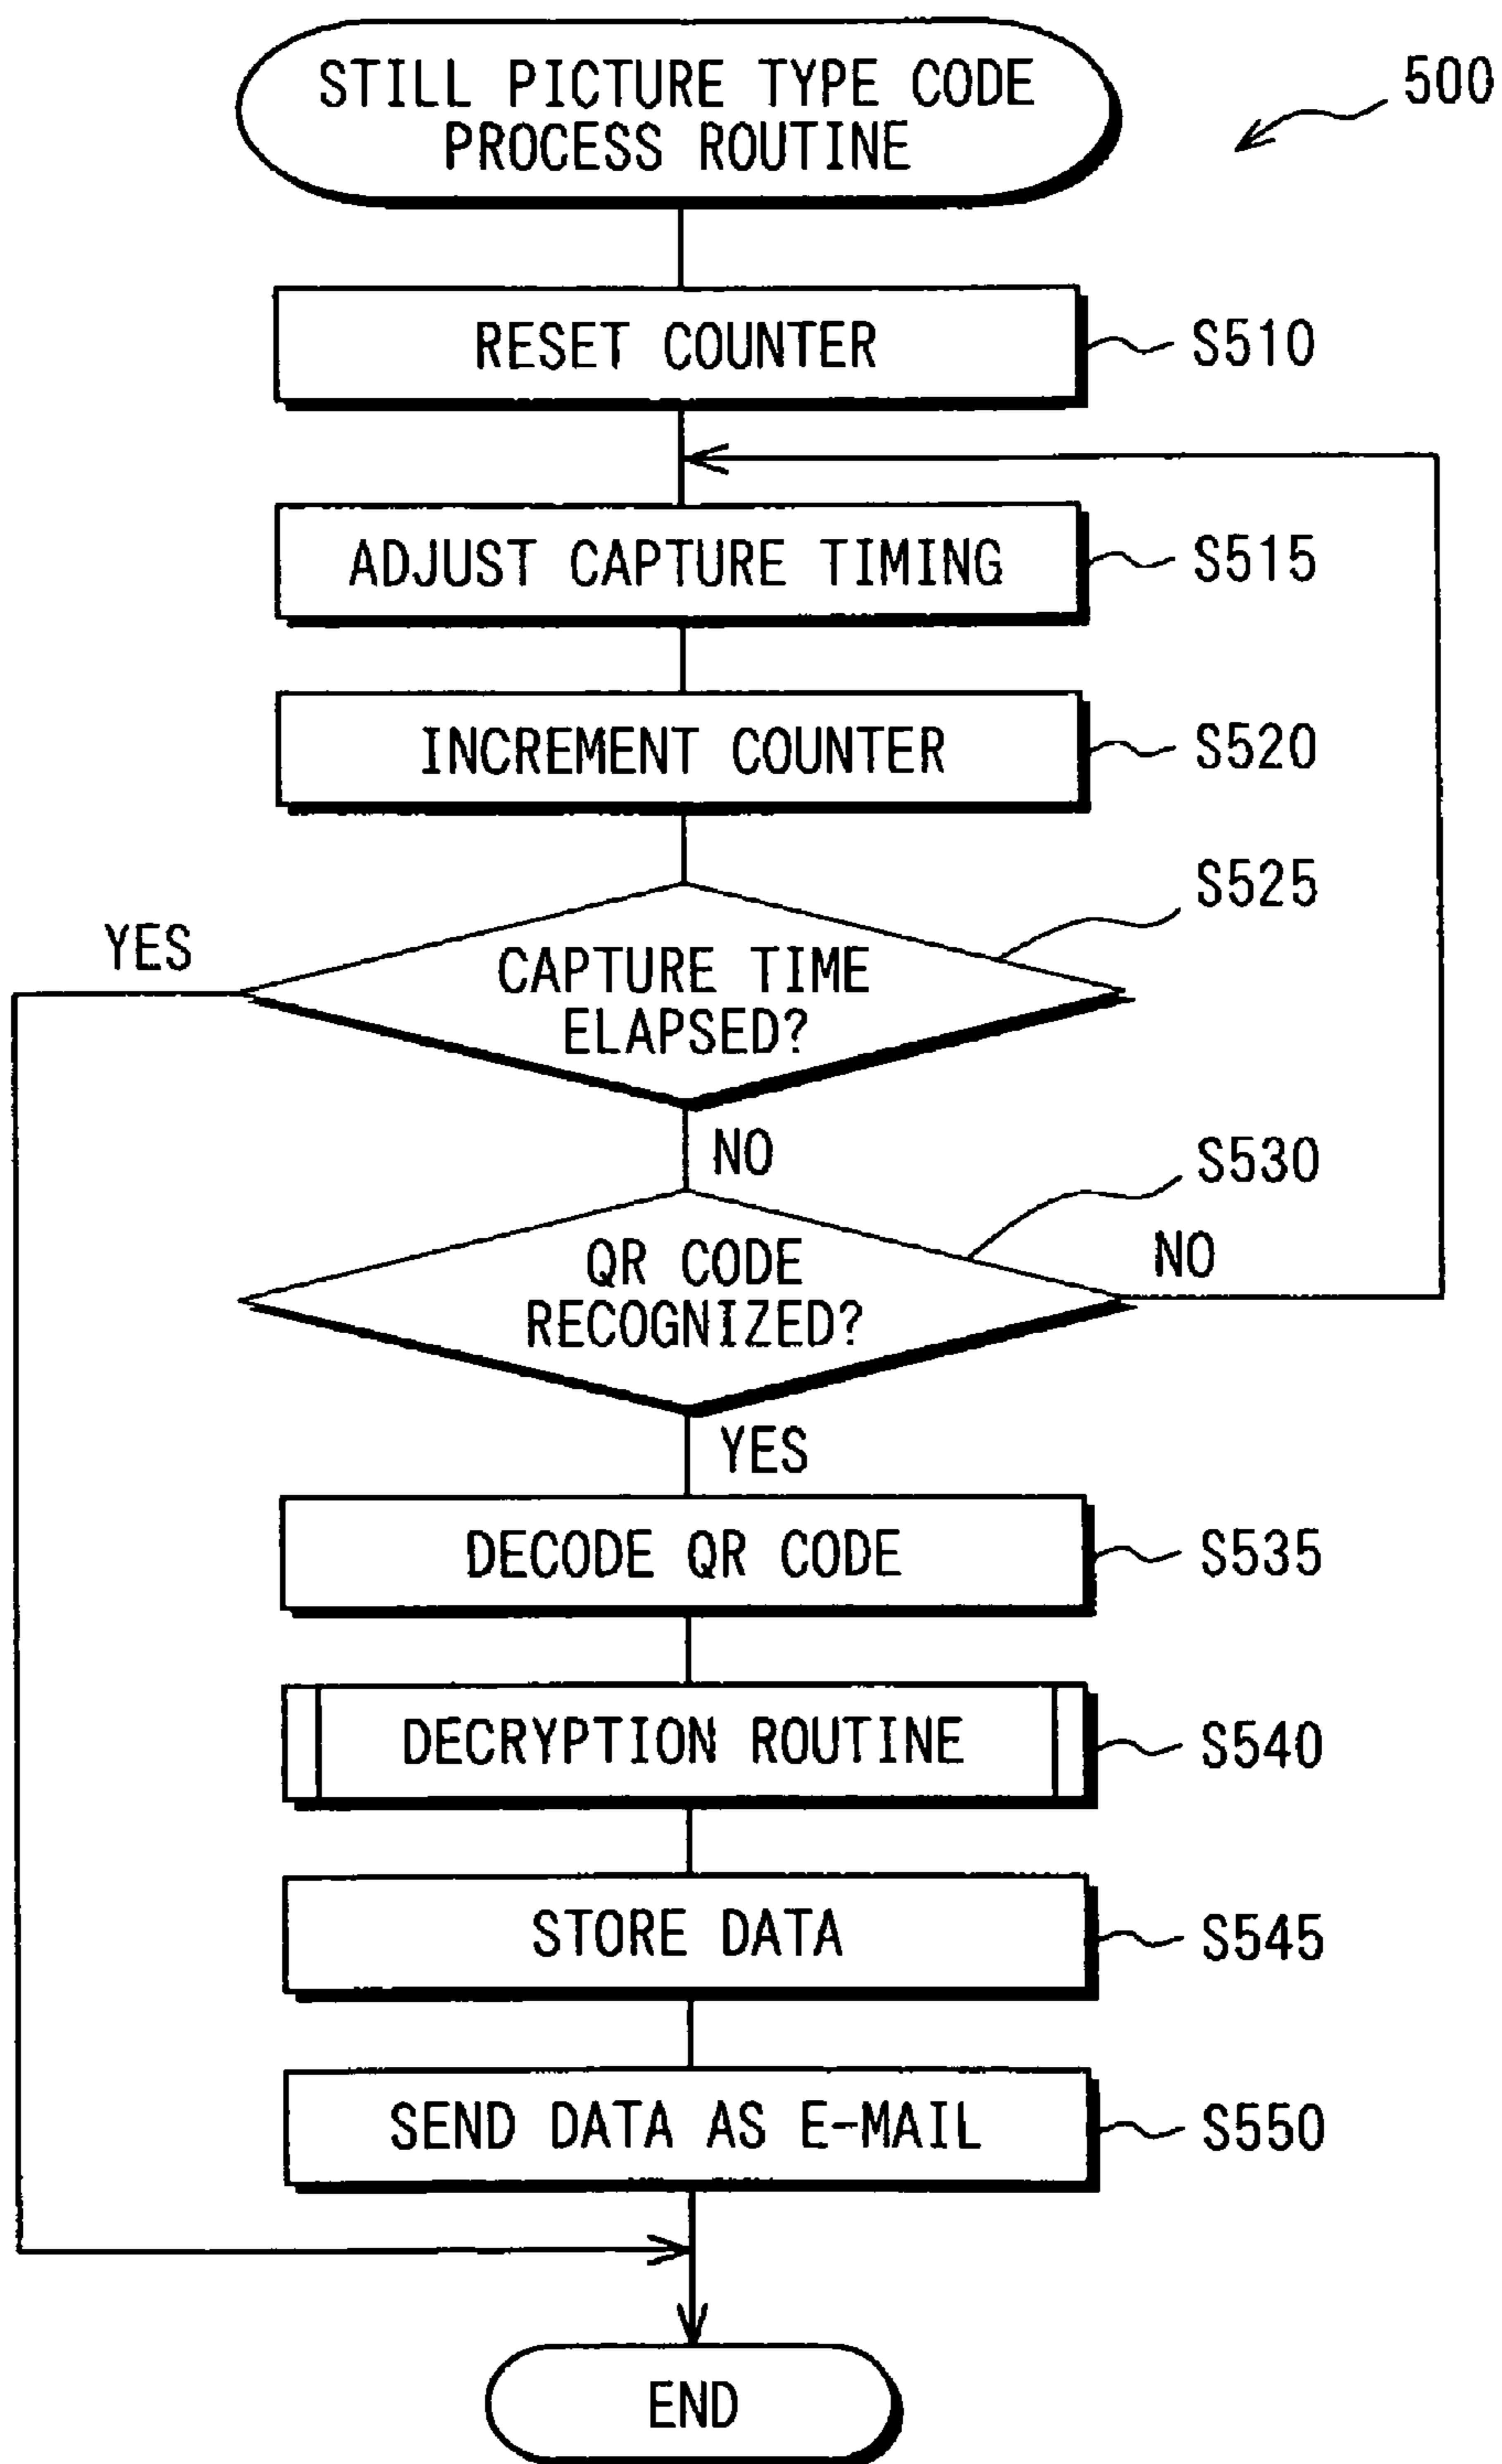 STILL PICTURE TYPE CODE
PROCESS ROUTINE
500
RESET COUNTER
S510
ADJUST CAPTURE TIMING
S515
INCREMENT COUNTER
S520
S525
YES
CAPTURE TIME
ELAPSED?
NO
S530
QR CODE
RECOGNIZED?
NO
YES
DECODE QR CODE
S535
DECRYPTION ROUTINE
S540
STORE DATA
S545
SEND DATA AS E-MAIL
S550
END